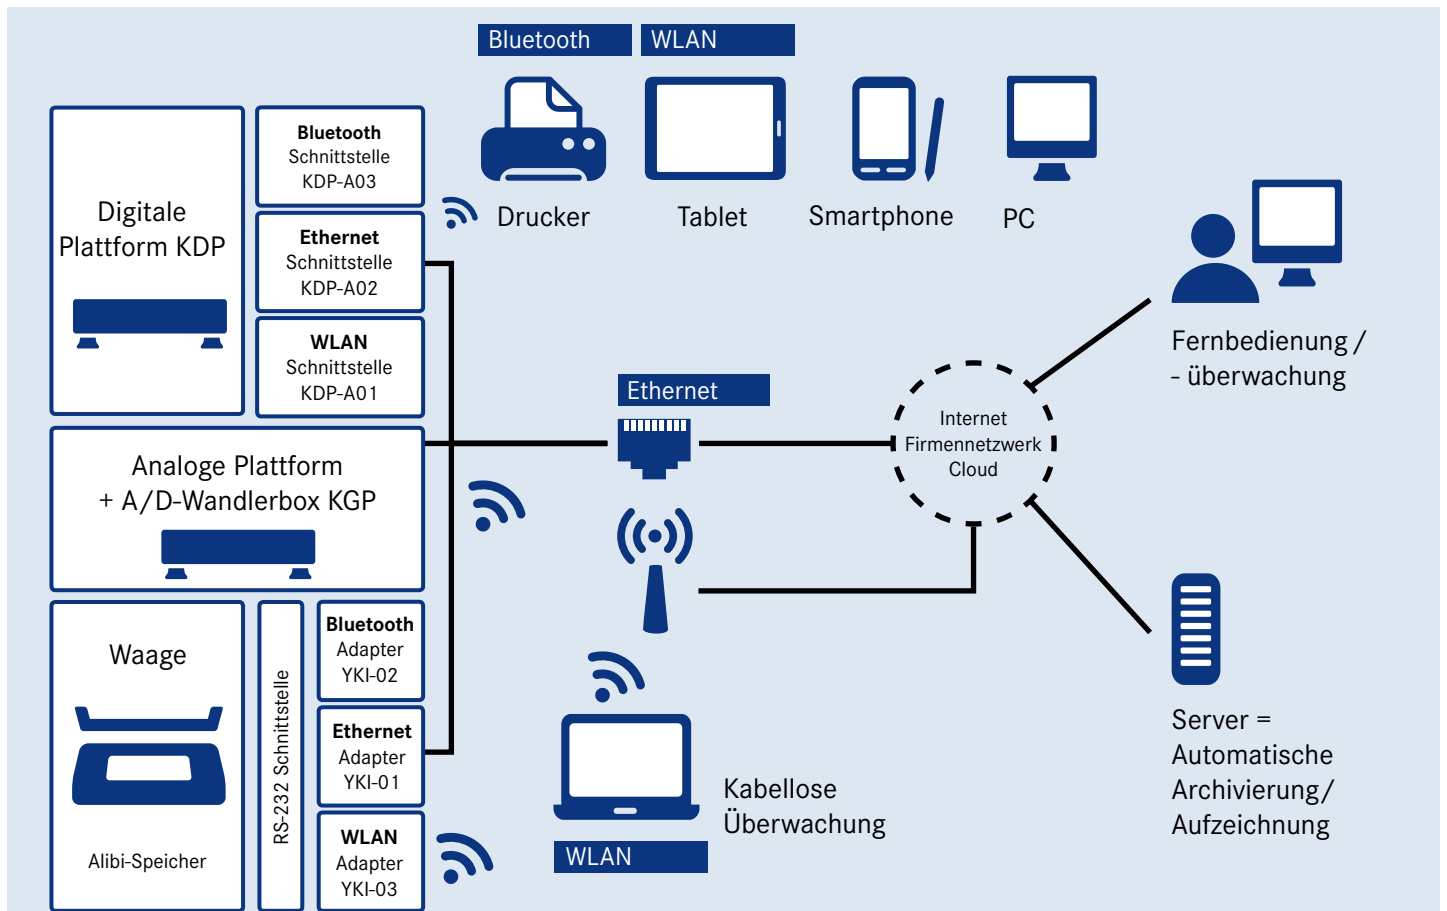 Bluetooth
WLAN
Drucker
Tablet
Smartphone
PC
Digitale
Plattform KDP
Bluetooth
Schnittstelle
KDP-A03
Ethernet
Schnittstelle
KDP-A02
WLAN
Schnittstelle
KDP-A01
Analoge Plattform
+ A/D-Wandlerbox KGP
Waage
Alibi-Speicher
RS-232 Schnittstelle
Bluetooth
Adapter
YKI-02
Ethernet
Adapter
YKI-01
WLAN
Adapter
YKI-03
Ethernet
Kabellose
Überwachung
WLAN
Internet
Firmennetzwerk
Cloud
Fernbedienung /
- überwachung
Server =
Automatische
Archivierung/
Aufzeichnung